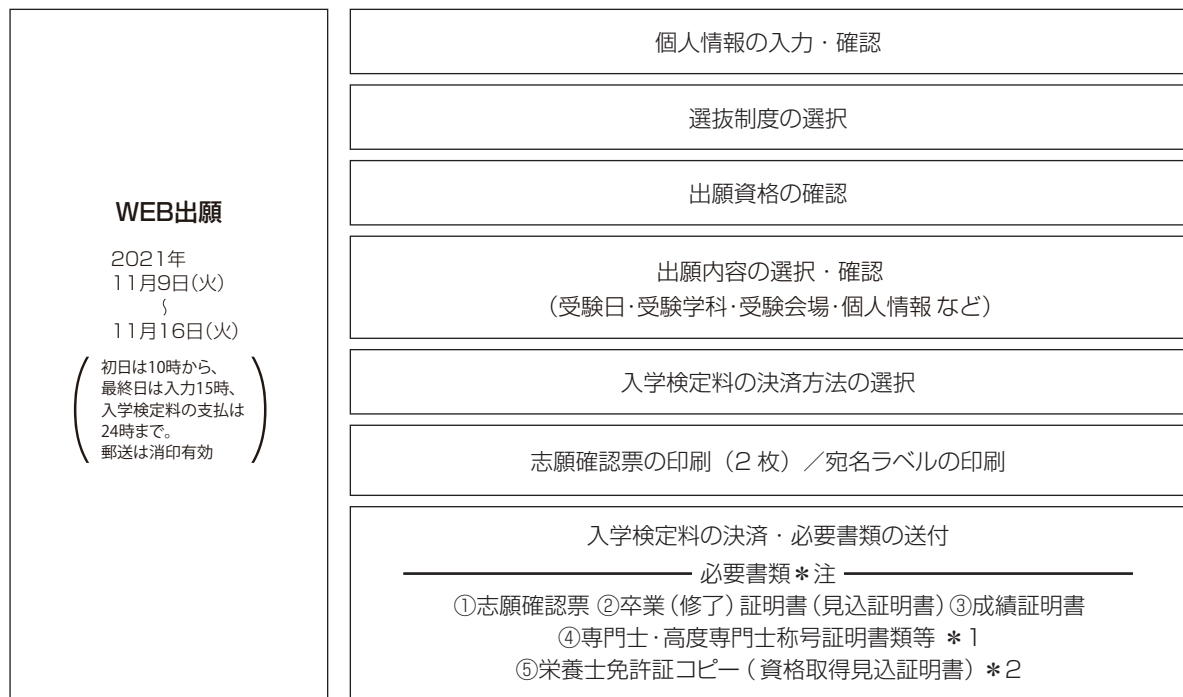 WEB出願
2021年
11月9日(火)
〜
11月16日(火)
初日は10時から、
最終日は入力15時、
入学検定料の支払は
24時まで。
郵送は消印有効
個人情報の入力・確認
選抜制度の選択
出願資格の確認
出願内容の選択・確認
(受験日・受験学科・受験会場・個人情報 など)
入学検定料の決済方法の選択
志願確認票の印刷(2 枚)/宛名ラベルの印刷
入学検定料の決済・必要書類の送付
必要書類＊注
①志願確認票 ②卒業(修了)証明書(見込証明書) ③成績証明書
④専門士・高度専門士称号証明書類等 ＊1
⑤栄養士免許証コピー(資格取得見込証明書) ＊2